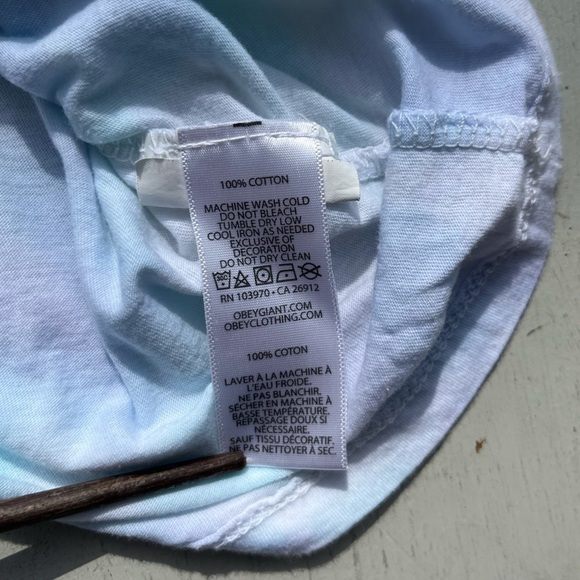 100% COTTON
MACHINE WASH COLD
DO NOT BLEACH
TUMBLE DRY LOW
COOL IRON AS NEEDED
EXCLUSIVE OF
DECORATION
DO NOT DRY CLEAN
RN 103970 • CA 26912
OBEYGIANT.COM
OBEYCLOTHING.COM
100% COTON
LAVER À LA MACHINE À
L'EAU FROIDE.
NE PAS BLANCHIR.
SÉCHER EN MACHINE À
BASSE TEMPÉRATURE.
REPASSAGE DOUX SI
NÉCESSAIRE.
SAUF TISSU DÉCORATIF.
NE PAS NETTOYER À SEC.